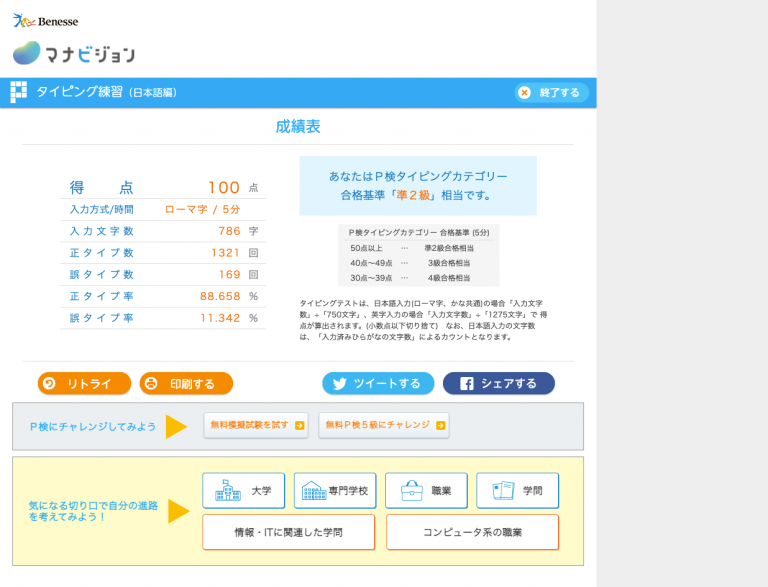 Benesse
マナビジョン
タイピング練習（日本語編）
終了する
成績表
得点 100 点
入力方式/時間 ローマ字 / 5分
入力文字数 786 字
正タイプ数 1321 回
誤タイプ数 169 回
正タイプ率 88.658 %
誤タイプ率 11.342 %
あなたはＰ検タイピングカテゴリー
合格基準「準２級」相当です。
Ｐ検タイピングカテゴリー 合格基準 (5分)
50点以上 … 準2級合格相当
40点〜49点 … 3級合格相当
30点〜39点 … 4級合格相当
タイピングテストは、日本語入力(ローマ字、かな共通)の場合「入力文字
数」÷「750文字」、英字入力の場合「入力文字数」÷「1275文字」で 得
点が算出されます。(小数点以下切り捨て)　なお、日本語入力の文字数
は、「入力済みひらがなの文字数」によるカウントとなります。
リトライ
印刷する
ツイートする
シェアする
Ｐ検にチャレンジしてみよう
無料模擬試験を試す
無料Ｐ検５級にチャレンジ
気になる切り口で自分の進路
を考えてみよう！
大学
専門学校
職業
学問
情報・ITに関連した学問
コンピュータ系の職業